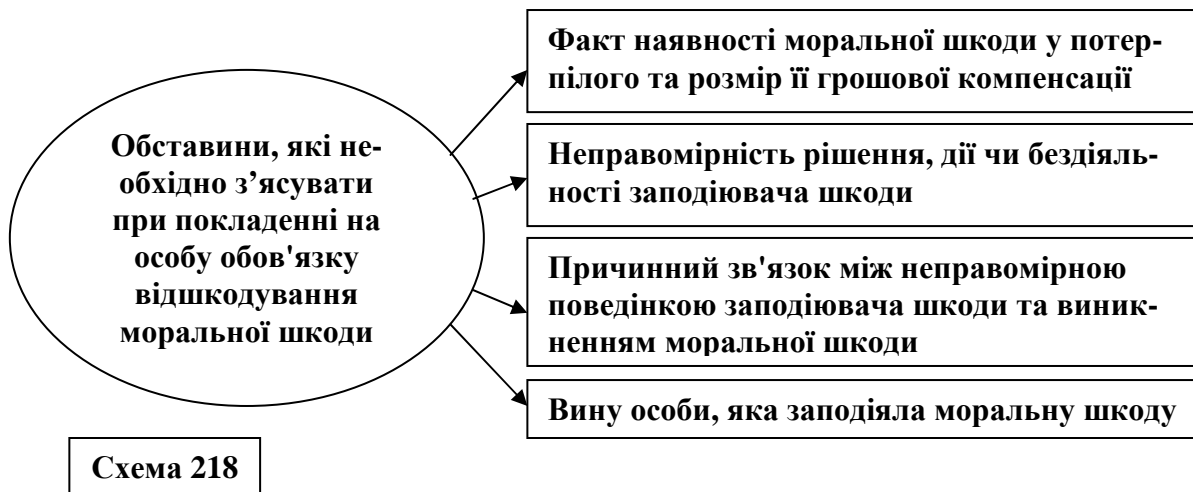 Обставини, які не-
обхідно з’ясувати
при покладенні на
особу обов'язку
відшкодування
моральної шкоди
Факт наявності моральної шкоди у потер-
пілого та розмір її грошової компенсації
Неправомірність рішення, дії чи бездіяль-
ності заподіювача шкоди
Причинний зв'язок між неправомірною
поведінкою заподіювача шкоди та виник-
ненням моральної шкоди
Вину особи, яка заподіяла моральну шкоду
Схема 218